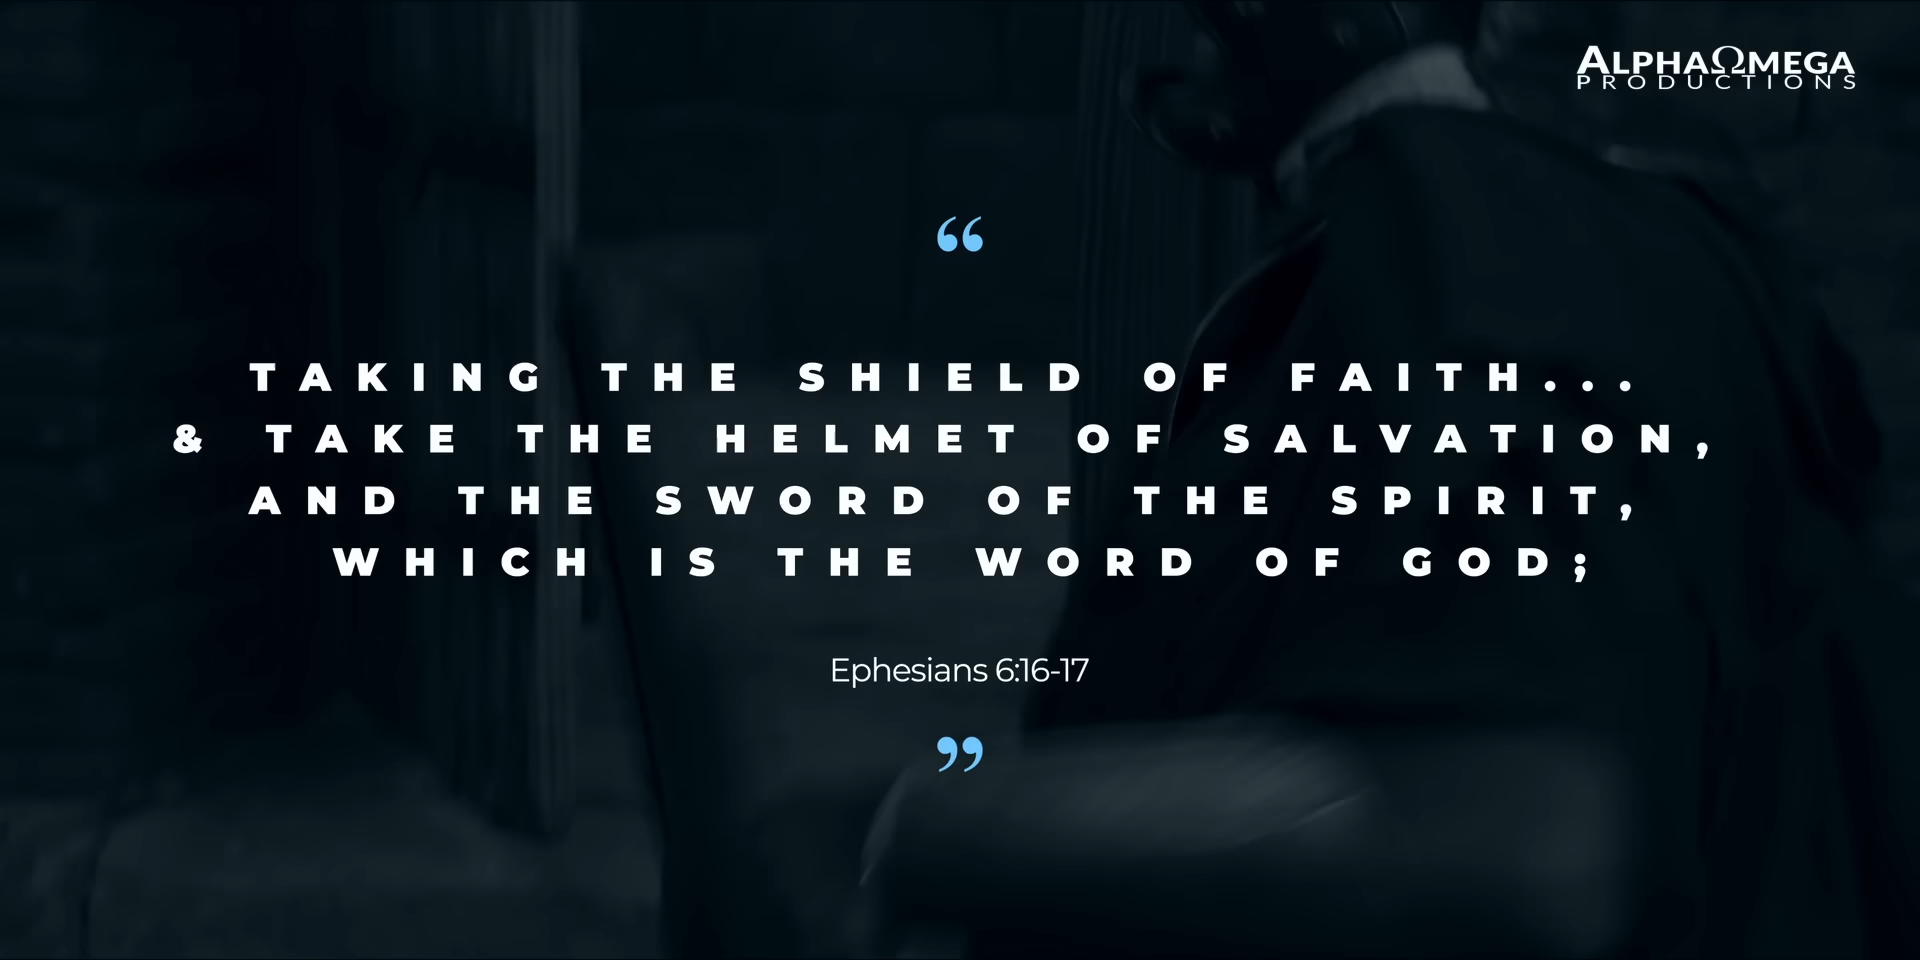 ALPHAΩMEGA
PRODUCTIONS
“
TAKING THE SHIELD OF FAITH...
& TAKE THE HELMET OF SALVATION,
AND THE SWORD OF THE SPIRIT,
WHICH IS THE WORD OF GOD;
Ephesians 6:16-17
”